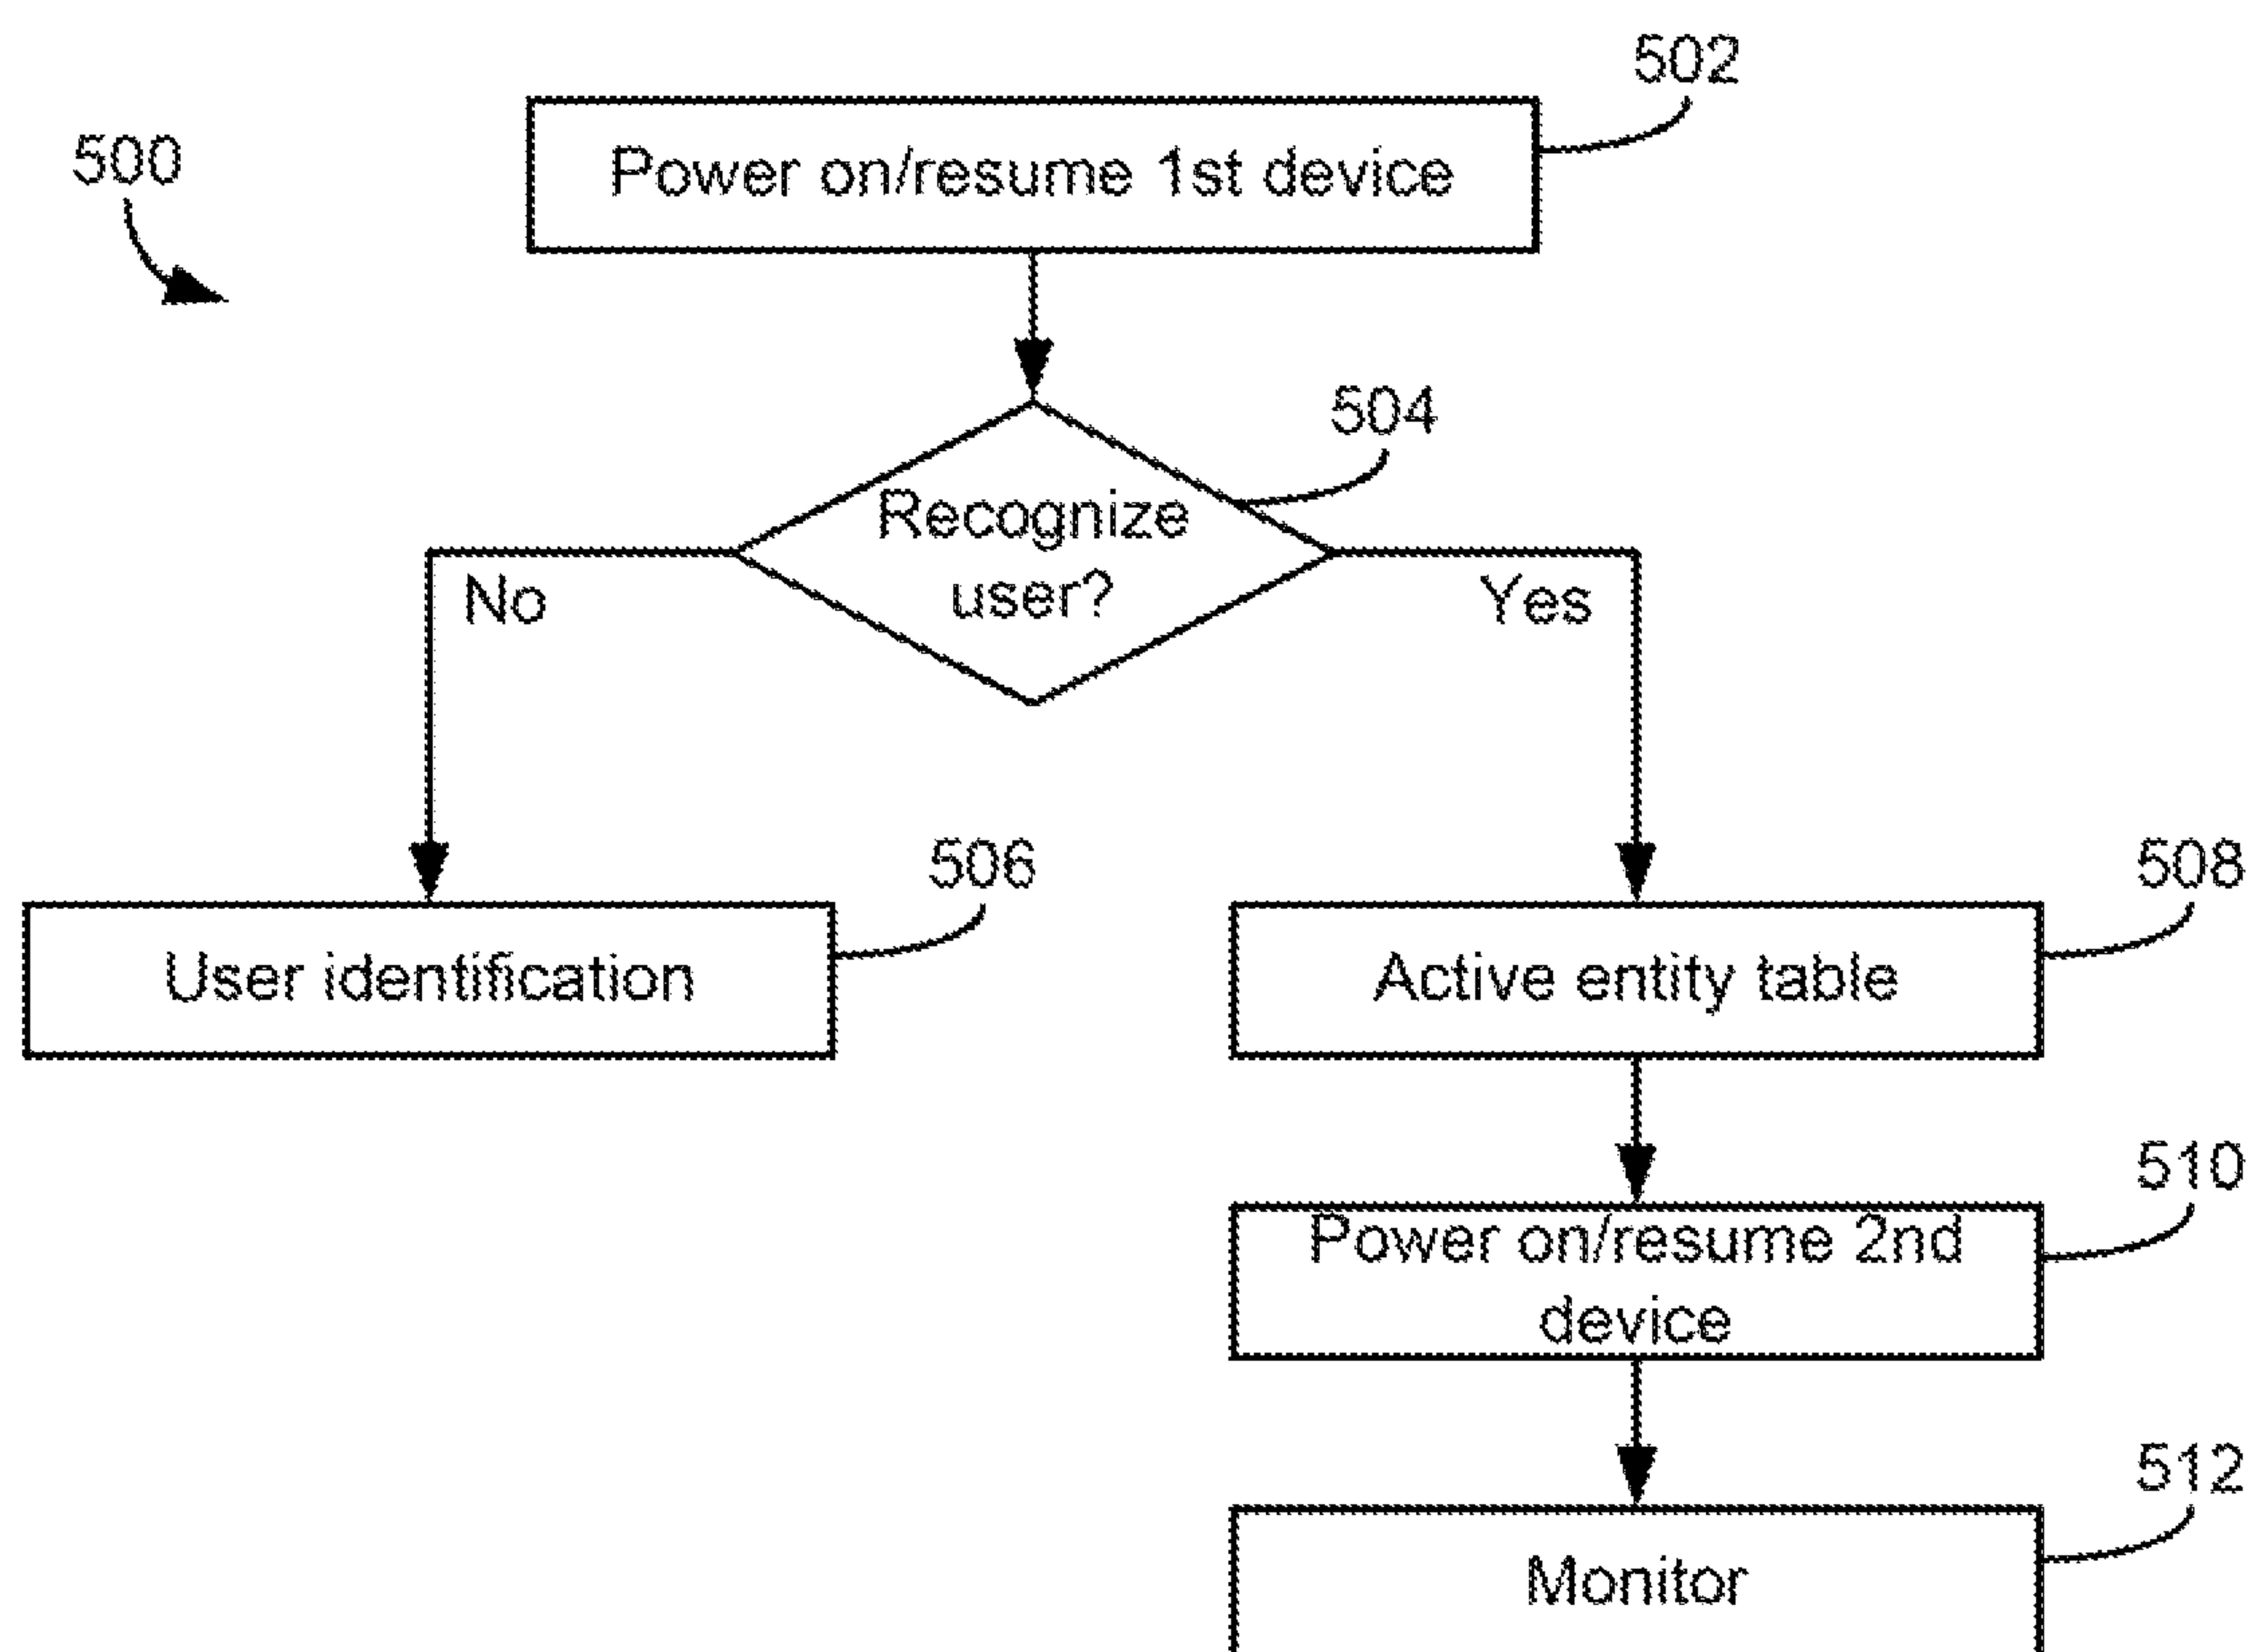 502
500
Power on/resume 1st device
504
Recognize
user?
No
Yes
506
508
User identification
Active entity table
510
Power on/resume 2nd
device
512
Monitor